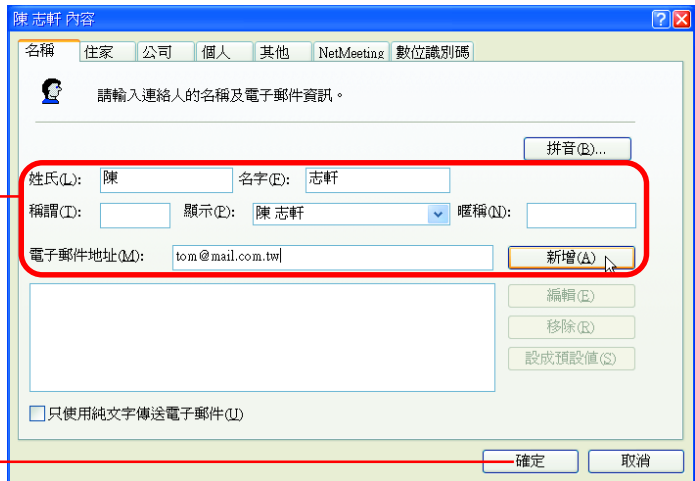 陳 志軒 內容
名稱 住家 公司 個人 其他 NetMeeting 數位識別碼
請輸入連絡人的名稱及電子郵件資訊。
拼音(B)...
姓氏(L): 陳 名字(F): 志軒
稱謂(T): 顯示(P): 陳 志軒 暱稱(N):
電子郵件地址(M): tom@mail.com.tw 新增(A)
編輯(E)
移除(R)
設成預設值(S)
只使用純文字傳送電子郵件(U)
確定 取消